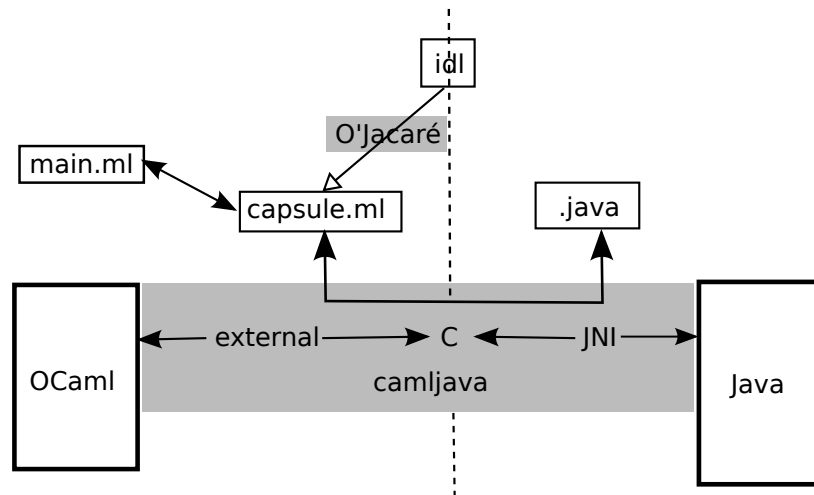 idl
O'Jacaré
main.ml
capsule.ml
.java
external
C
JNI
OCaml
camljava
Java